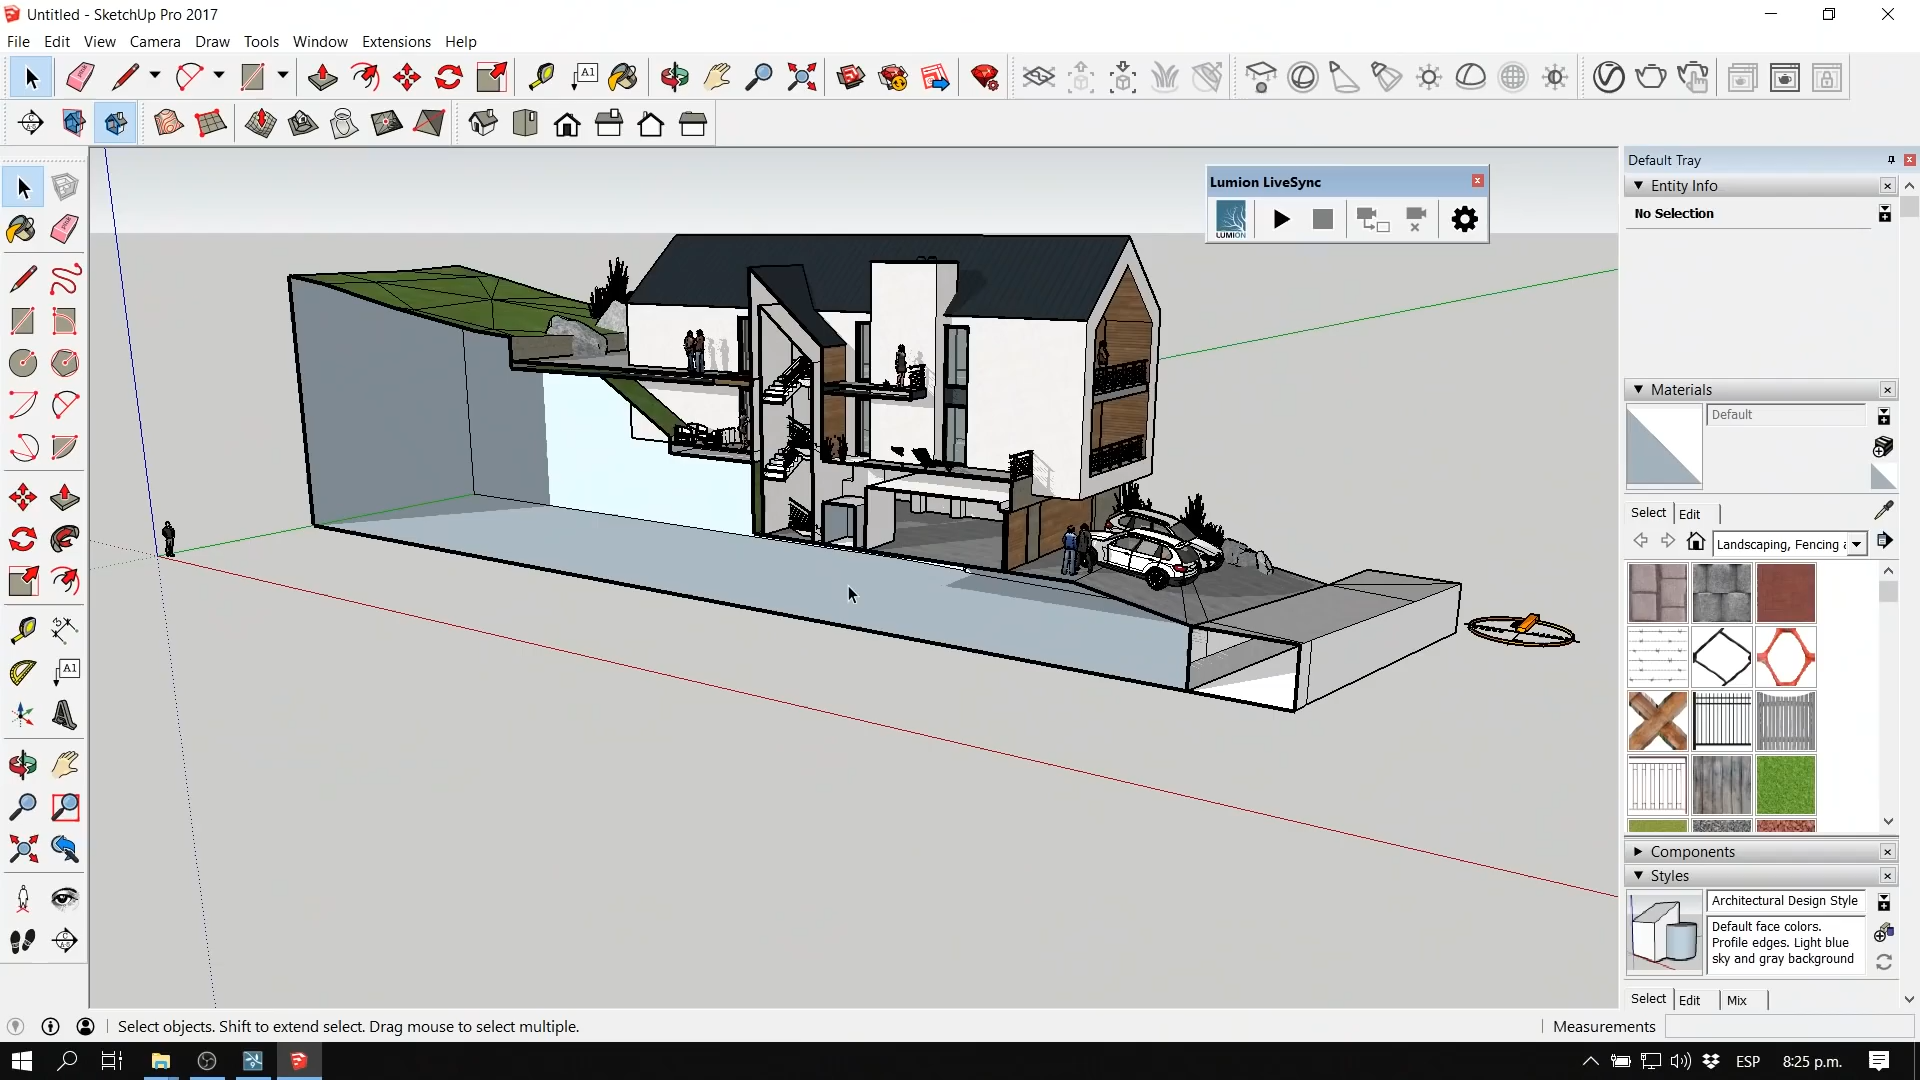 Untitled - SketchUp Pro 2017
File Edit View Camera Draw Tools Window Extensions Help
A1
Lumion LiveSync
LUMION
Default Tray
Entity Info
No Selection
Materials
Default
Select Edit
Landscaping, Fencing a
A1
Components
Styles
Architectural Design Style
Default face colors.
Profile edges. Light blue
sky and gray background
Select Edit Mix
Select objects. Shift to extend select. Drag mouse to select multiple.
Measurements
ESP 8:25 p.m.